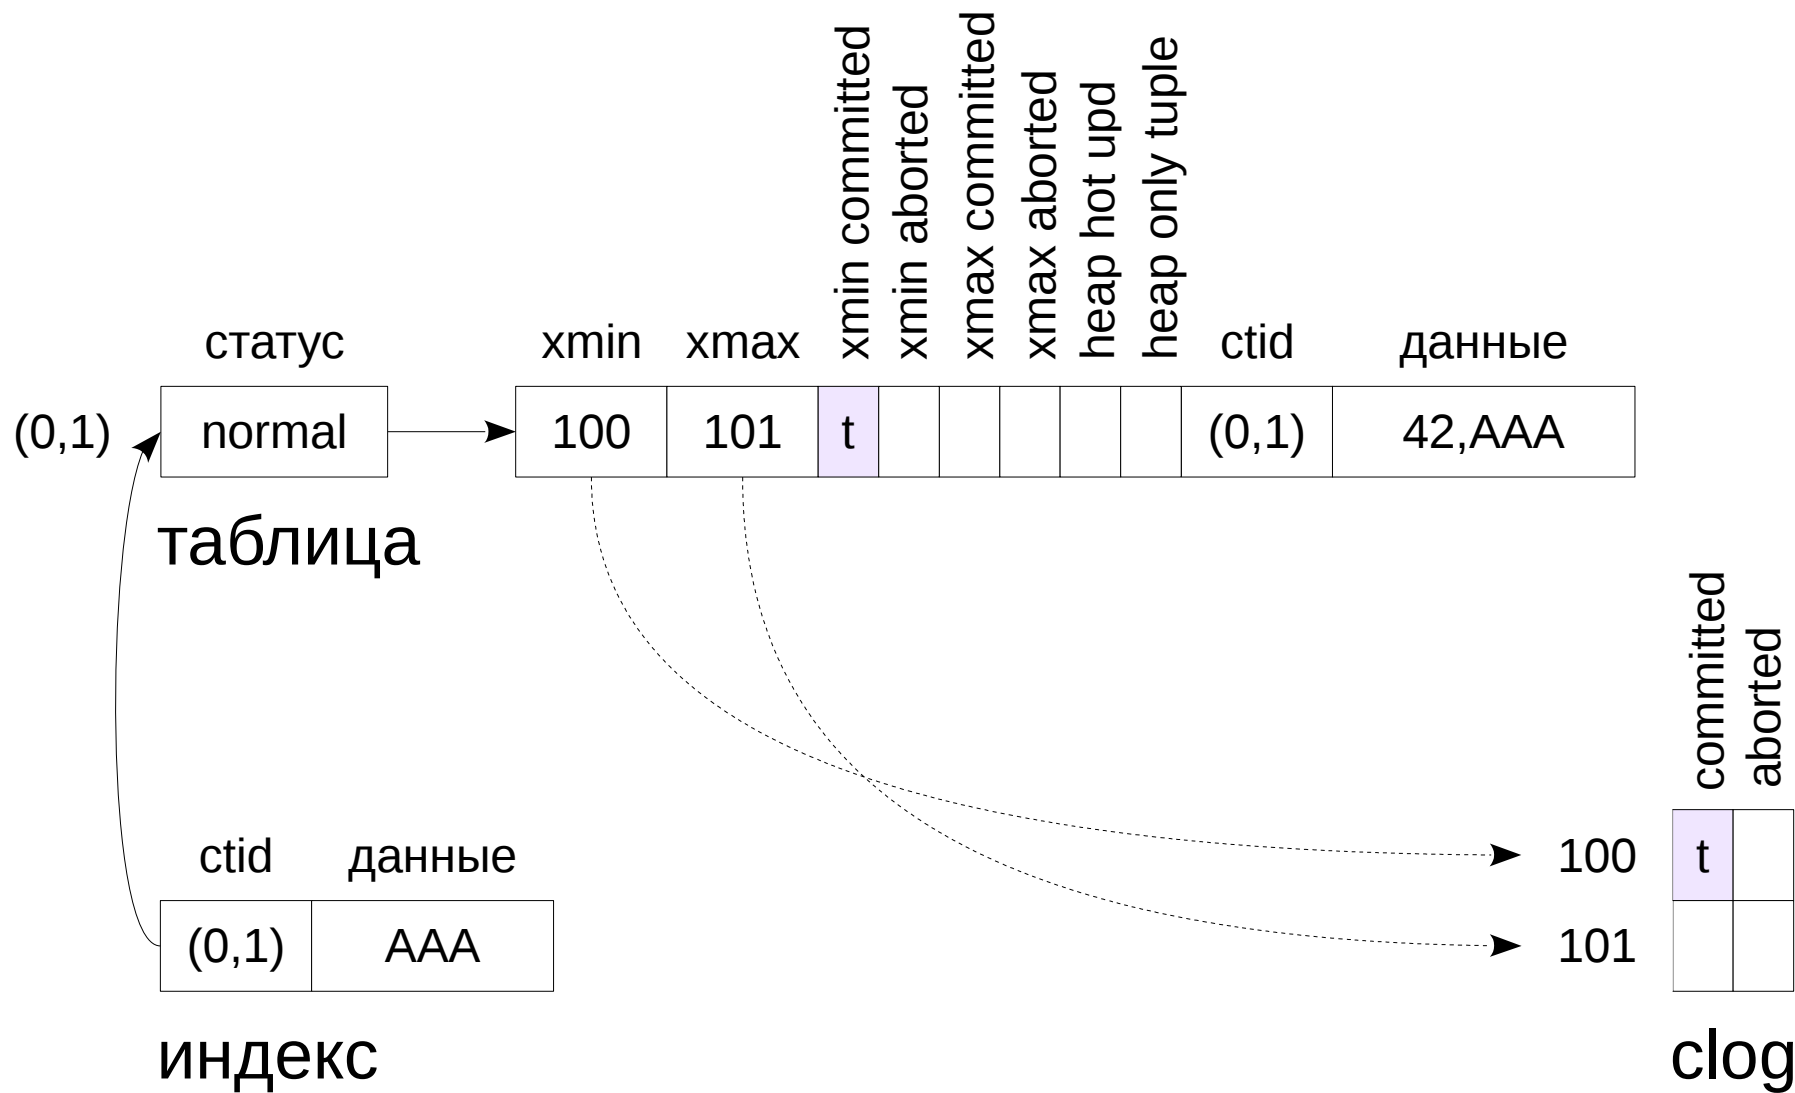 xmin committed
xmin aborted
xmax committed
xmax aborted
heap hot upd
heap only tuple
статус xmin xmax ctid данные
(0,1) normal 100 101 t (0,1) 42,AAA
таблица
committed
aborted
ctid данные 100 t
(0,1) AAA 101
индекс clog